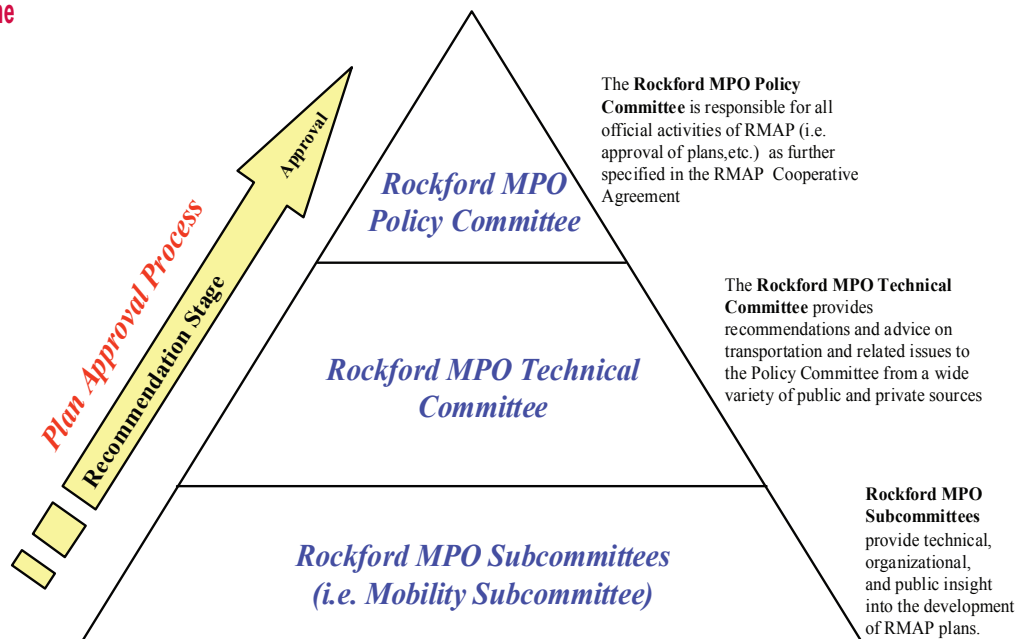 Plan Approval Process
Recommendation Stage
Approval
Rockford MPO
Policy Committee
The Rockford MPO Policy
Committee is responsible for all
official activities of RMAP (i.e.
approval of plans,etc.) as further
specified in the RMAP Cooperative
Agreement
Rockford MPO Technical
Committee
The Rockford MPO Technical
Committee provides
recommendations and advice on
transportation and related issues to
the Policy Committee from a wide
variety of public and private sources
Rockford MPO Subcommittees
(i.e. Mobility Subcommittee)
Rockford MPO
Subcommittees
provide technical,
organizational,
and public insight
into the development
of RMAP plans.